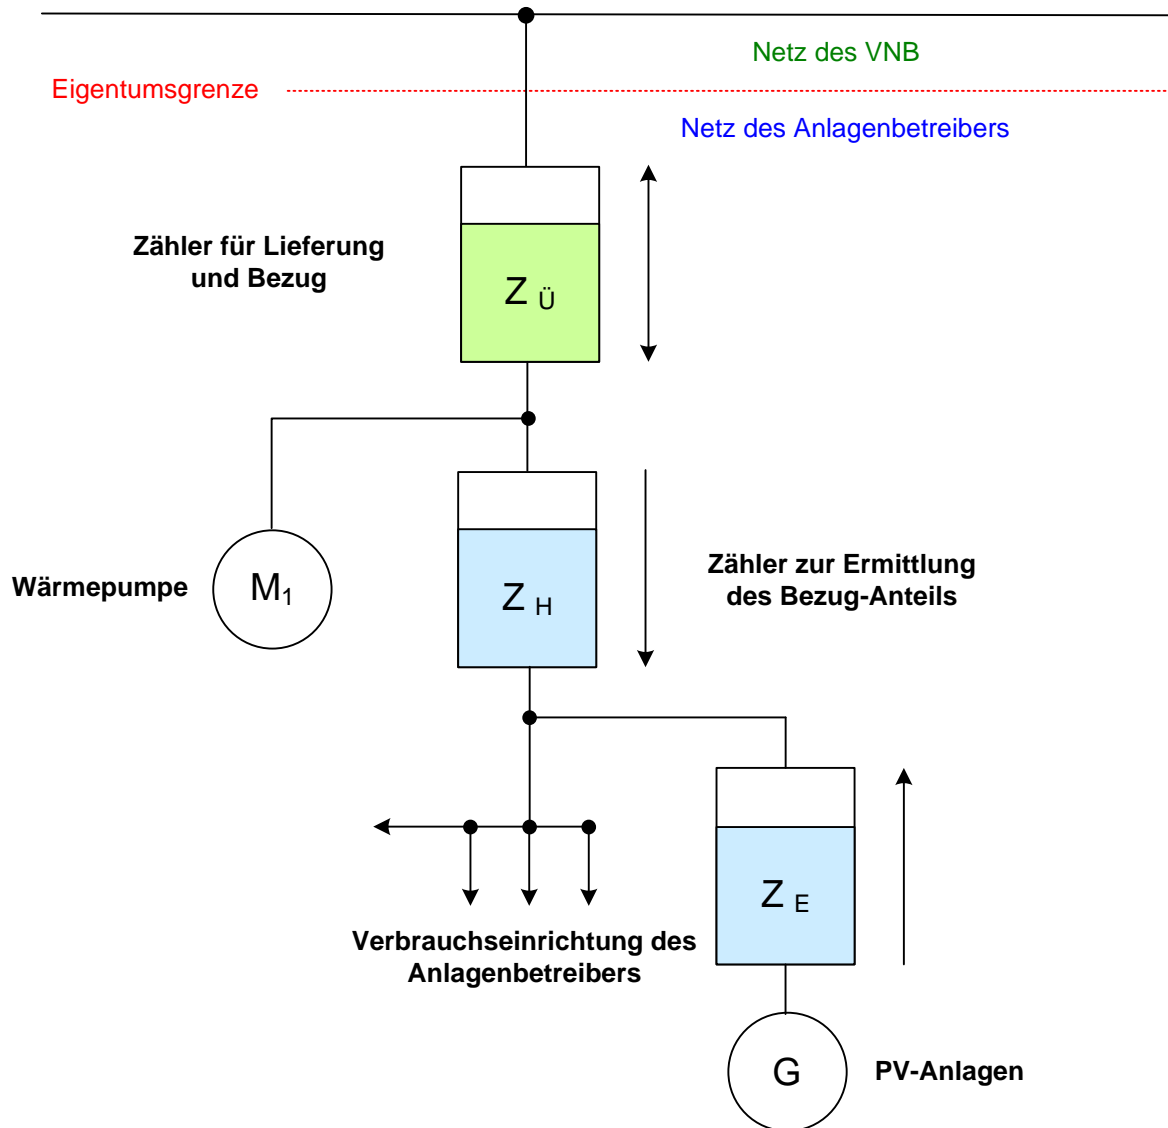 Netz des VNB
Eigentumsgrenze
Netz des Anlagenbetreibers
Zähler für Lieferung
und Bezug
Z Ü
Wärmepumpe
M1
Z H
Zähler zur Ermittlung
des Bezug-Anteils
Z E
Verbrauchseinrichtung des
Anlagenbetreibers
G
PV-Anlagen